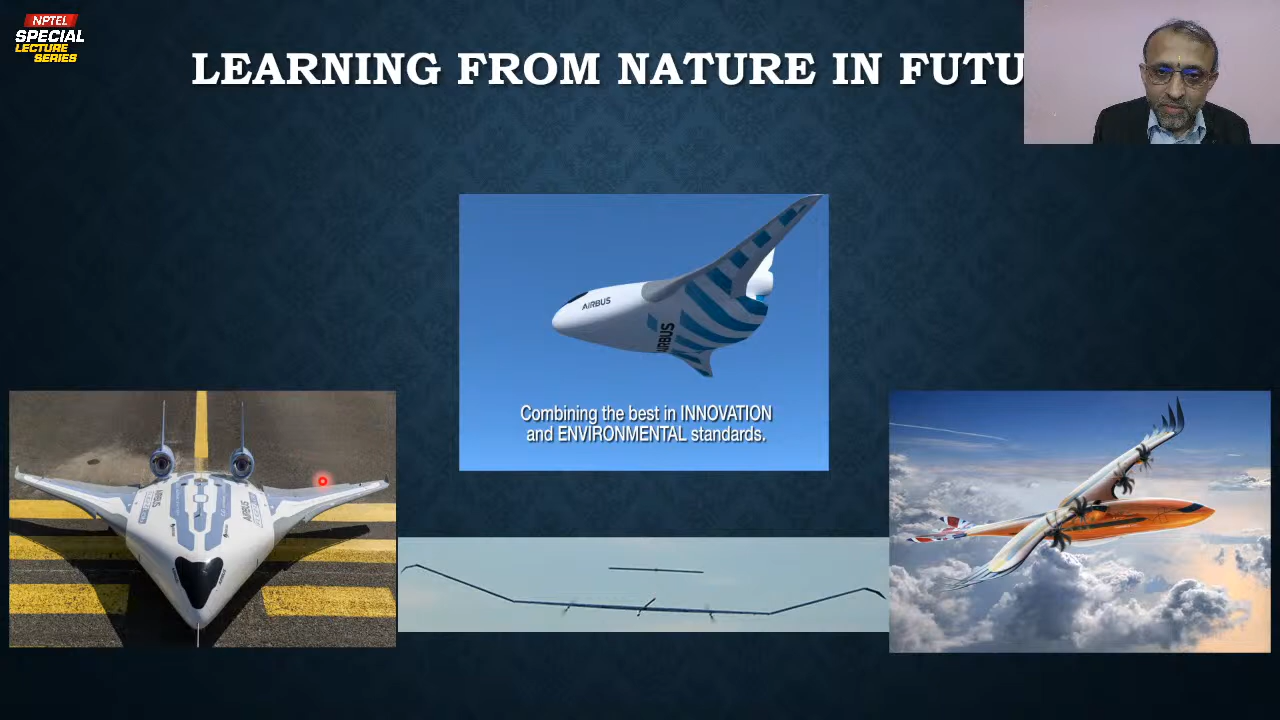 NPTEL
SPECIAL
LECTURE
SERIES
LEARNING FROM NATURE IN FUTU
AIRBUS
AIRBUS
Combining the best in INNOVATION
and ENVIRONMENTAL standards.
AIRBUS